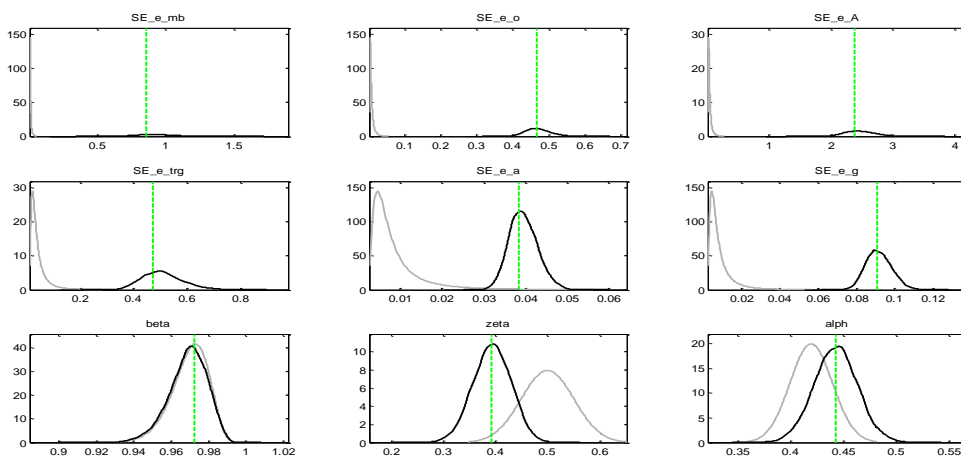 SE_e_mb SE_e_o SE_e_A
150 150 30
100 100 20
50 50 10
0 0 0
0.5 1 1.5 0.1 0.2 0.3 0.4 0.5 0.6 0.7 1 2 3 4
SE_e_trg SE_e_a SE_e_g
30 150 150
20 100 100
10 50 50
0 0 0
0.2 0.4 0.6 0.8 0.01 0.02 0.03 0.04 0.05 0.06 0.02 0.04 0.06 0.08 0.1 0.12
beta zeta alph
40 10 20
30 8 15
20 6 10
10 4 5
0 2 0
0
0.9 0.92 0.94 0.96 0.98 1 1.02 0.2 0.3 0.4 0.5 0.6 0.35 0.4 0.45 0.5 0.55